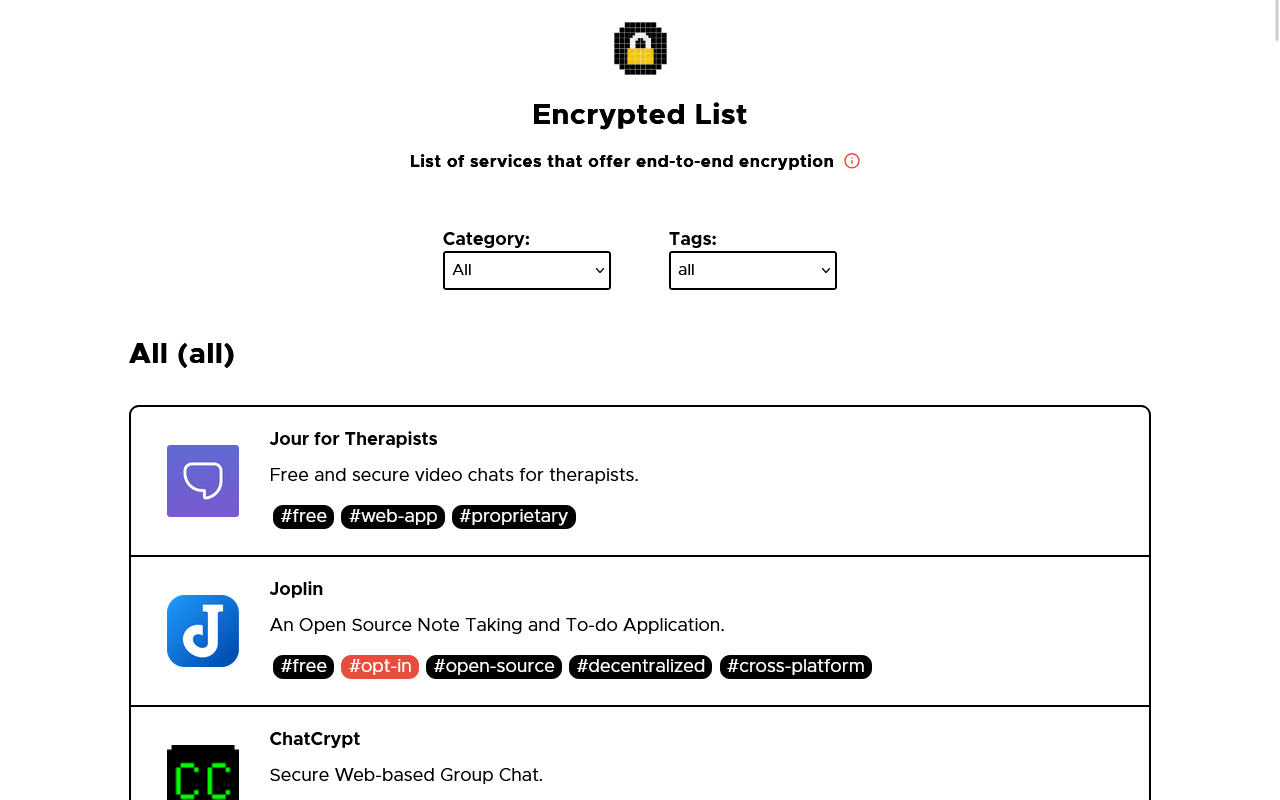 Encrypted List
List of services that offer end-to-end encryption
Category: Tags:
All all
All (all)
Jour for Therapists
Free and secure video chats for therapists.
#free #web-app #proprietary
Joplin
An Open Source Note Taking and To-do Application.
#free #opt-in #open-source #decentralized #cross-platform
ChatCrypt
CC
Secure Web-based Group Chat.